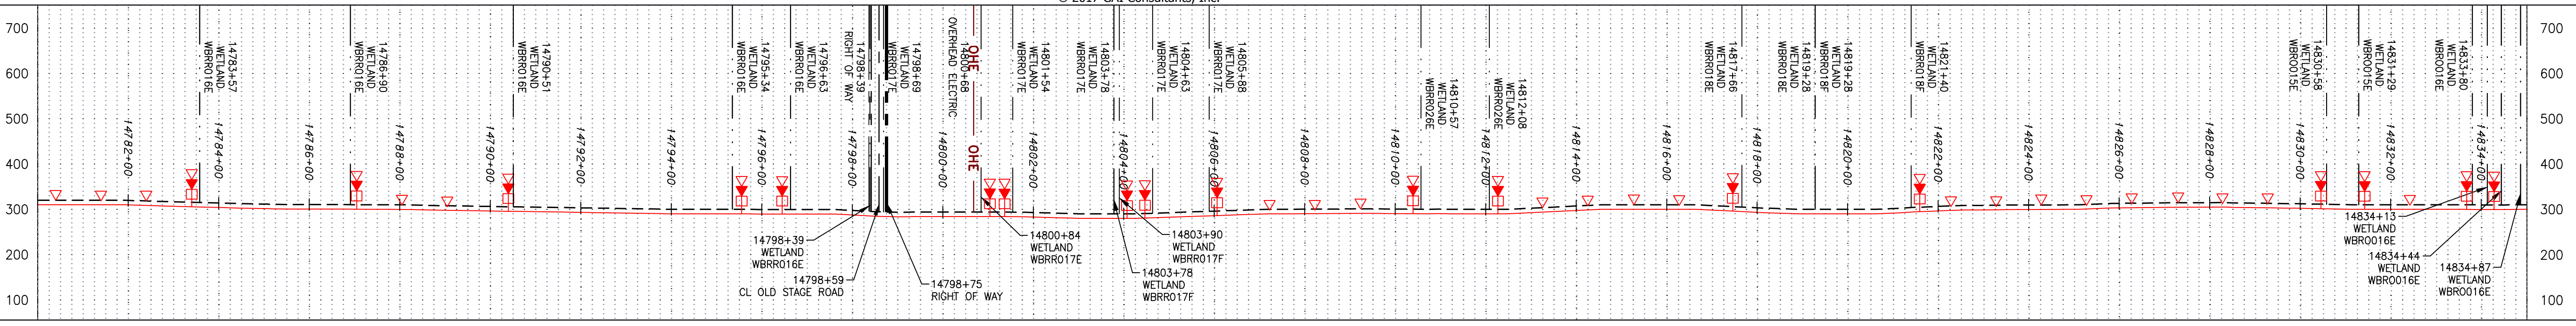 © 2017 GAI Consultants, Inc.
700
600
500
400
300
200
100
14783+57
WETLAND
WBRR016E
14786+90
WETLAND
WBRR016E
14790+51
WETLAND
WBRR016E
14795+34
WETLAND
WBRR016E
14796+63
WETLAND
WBRR016E
14798+39
RIGHT OF WAY
14798+69
WETLAND
WBRR017E
14800+68
OVERHEAD ELECTRIC
OHE
OHE
14801+54
WETLAND
WBRR017E
14803+78
WETLAND
WBRR017E
14804+63
WETLAND
WBRR017E
14805+88
WETLAND
WBRR017E
14810+57
WETLAND
WBRR026E
14812+08
WETLAND
WBRR026E
14817+66
WETLAND
WBRR018E
14819+28
WETLAND
WBRR018E
14819+28
WETLAND
WBRR018F
14821+40
WETLAND
WBRR018F
14830+58
WETLAND
WBRO015E
14831+29
WETLAND
WBRO015E
14833+80
WETLAND
WBRO016E
14782+00
14784+00
14786+00
14788+00
14790+00
14792+00
14794+00
14796+00
14798+00
14800+00
14802+00
14804+00
14806+00
14808+00
14810+00
14812+00
14814+00
14816+00
14818+00
14820+00
14822+00
14824+00
14826+00
14828+00
14830+00
14832+00
14834+00
14798+39
WETLAND
WBRR016E
14798+59
CL OLD STAGE ROAD
14798+75
RIGHT OF WAY
14800+84
WETLAND
WBRR017E
14803+90
WETLAND
WBRR017F
14803+78
WETLAND
WBRR017F
14834+13
WETLAND
WBRO016E
14834+44
WETLAND
WBRO016E
14834+87
WETLAND
WBRO016E
700
600
500
400
300
200
100